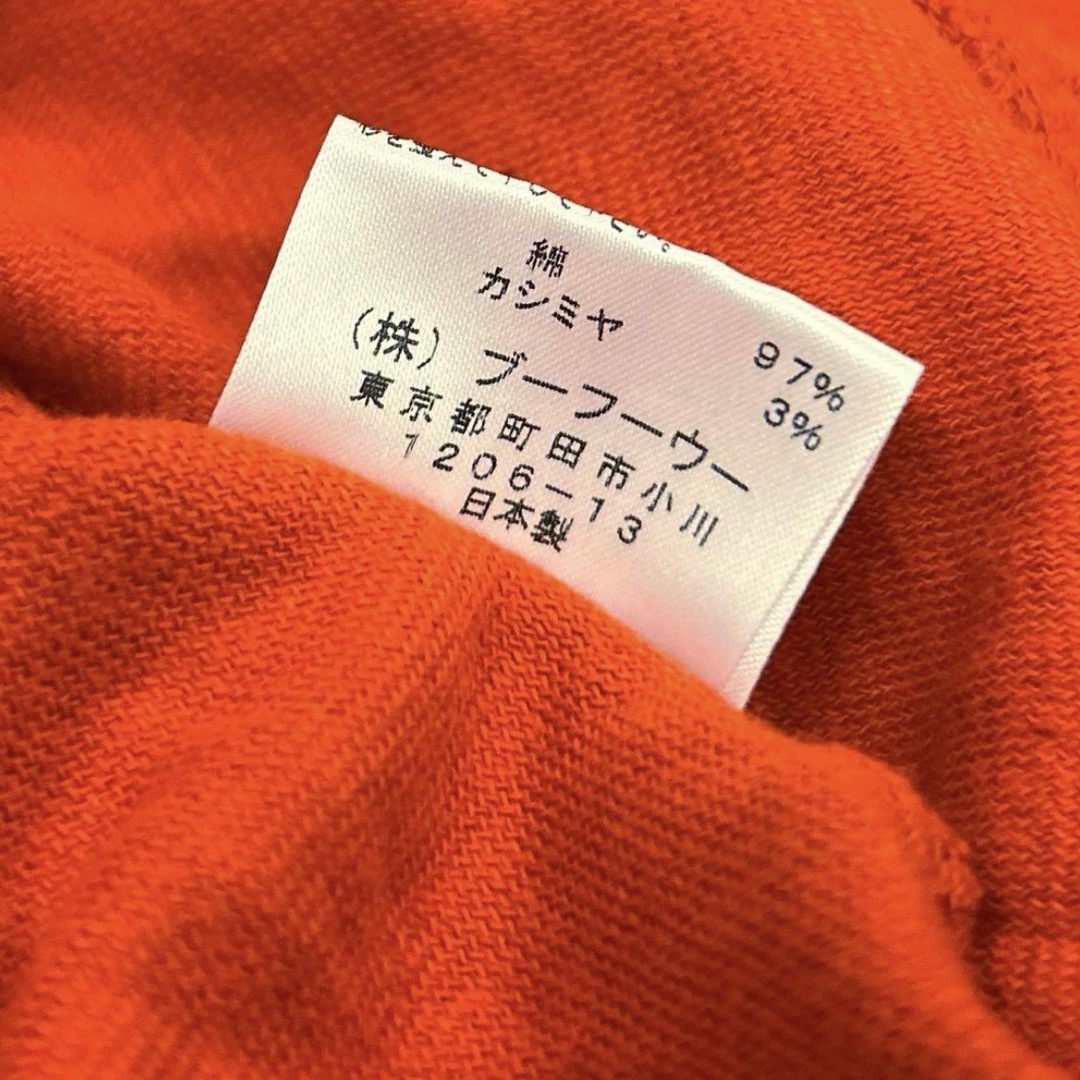 綿 97%
カシミヤ 3%
（株）ブーフーウー
東京都町田市小川
1206－13
日本製